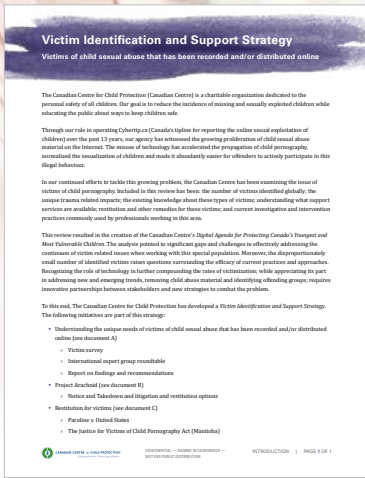 Victim Identification and Support Strategy
Victims of child sexual abuse that has been recorded and/or distributed online
The Canadian Centre for Child Protection (Canadian Centre) is a charitable organization dedicated to the
personal safety of all children. Our goal is to reduce the incidence of missing and sexually exploited children while
educating the public about ways to keep children safe.
Through our role in operating Cybertip.ca (Canada's tipline for reporting the online sexual exploitation of
children) over the past 13 years, our agency has witnessed the growing proliferation of child sexual abuse
material on the Internet. The misuse of technology has accelerated the propagation of child pornography,
normalized the sexualization of children and made it abundantly easier for offenders to actively participate in this
illegal behaviour.
In our continued efforts to tackle this growing problem, the Canadian Centre has been examining the issue of
victims of child pornography. Included in this review has been: the number of victims identified globally; the
unique trauma related impacts; the existing knowledge about these types of victims; understanding what support
services are available; restitution and other remedies for these victims; and current investigative and intervention
practices commonly used by professionals working in this area.
This review resulted in the creation of the Canadian Centre's Digital Agenda for Protecting Canada's Youngest and
Most Vulnerable Children. The analysis pointed to significant gaps and challenges in effectively addressing the
continuum of victim related issues when working with this special population. Moreover, the disproportionately
small number of identified victims raises questions surrounding the efficacy of current practices and approaches.
Recognizing the role of technology in further compounding the rates of victimization; while appreciating its part
in addressing new and emerging trends, removing child abuse material and identifying offending groups; requires
innovative partnerships between stakeholders and new strategies to combat the problem.
To this end, The Canadian Centre for Child Protection has developed a Victim Identification and Support Strategy.
The following initiatives are part of this strategy:
• Understanding the unique needs of victims of child sexual abuse that has been recorded and/or distributed
online (see document A)
» Victim survey
» International expert group roundtable
» Report on findings and recommendations
• Project Arachnid (see document B)
» Notice and Takedown and litigation and restitution options
• Restitution for victims (see document C)
» Paroline v. United States
» The Justice for Victims of Child Pornography Act (Manitoba)
CANADIAN CENTRE for CHILD PROTECTION
CONFIDENTIAL — SHARED IN CONFIDENCE —
NOT FOR PUBLIC DISTRIBUTION
INTRODUCTION | PAGE 1 OF 1